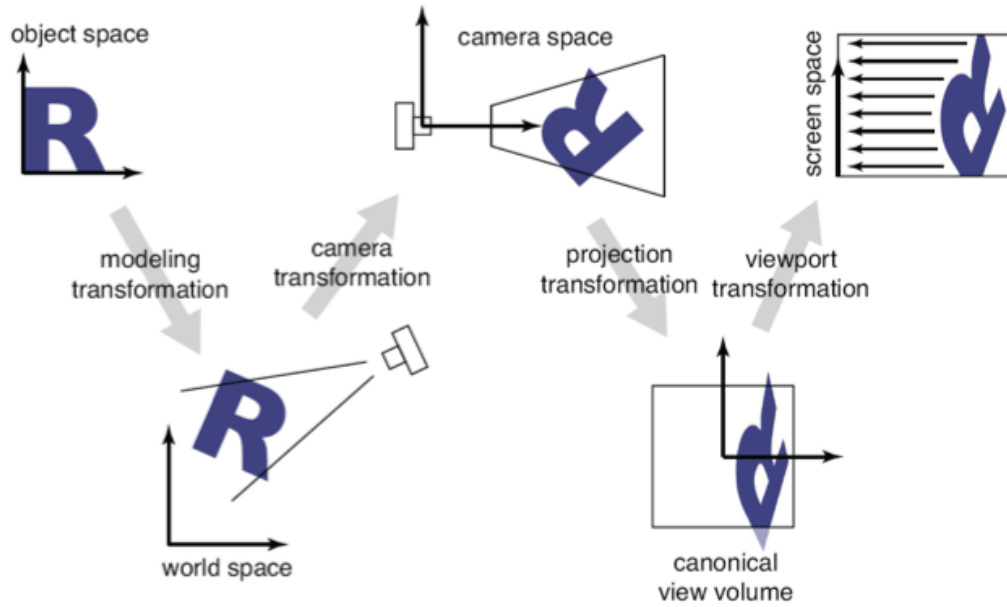 object space
R
camera space
R
screen space
R
modeling
transformation
camera
transformation
projection
transformation
viewport
transformation
R
world space
R
canonical
view volume